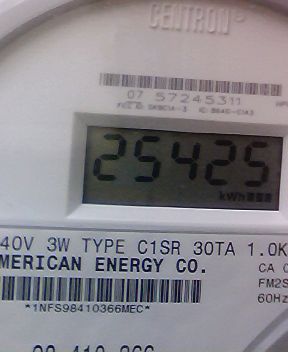 CENTRON®
07 57245311
25425
kWh
40V 3W TYPE C1SR 30TA 1.0K
MERICAN ENERGY CO.
CA
FM2S
60Hz
*1NFS98410366MEC*